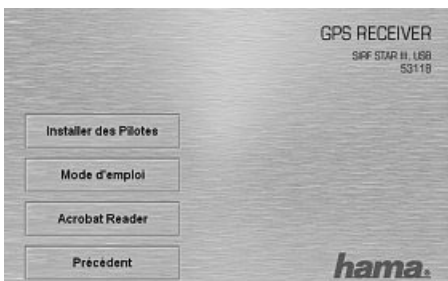 GPS RECEIVER
SIRF STAR III, USB
53118
Installer des Pilotes
Mode d'emploi
Acrobat Reader
Précédent
hama.